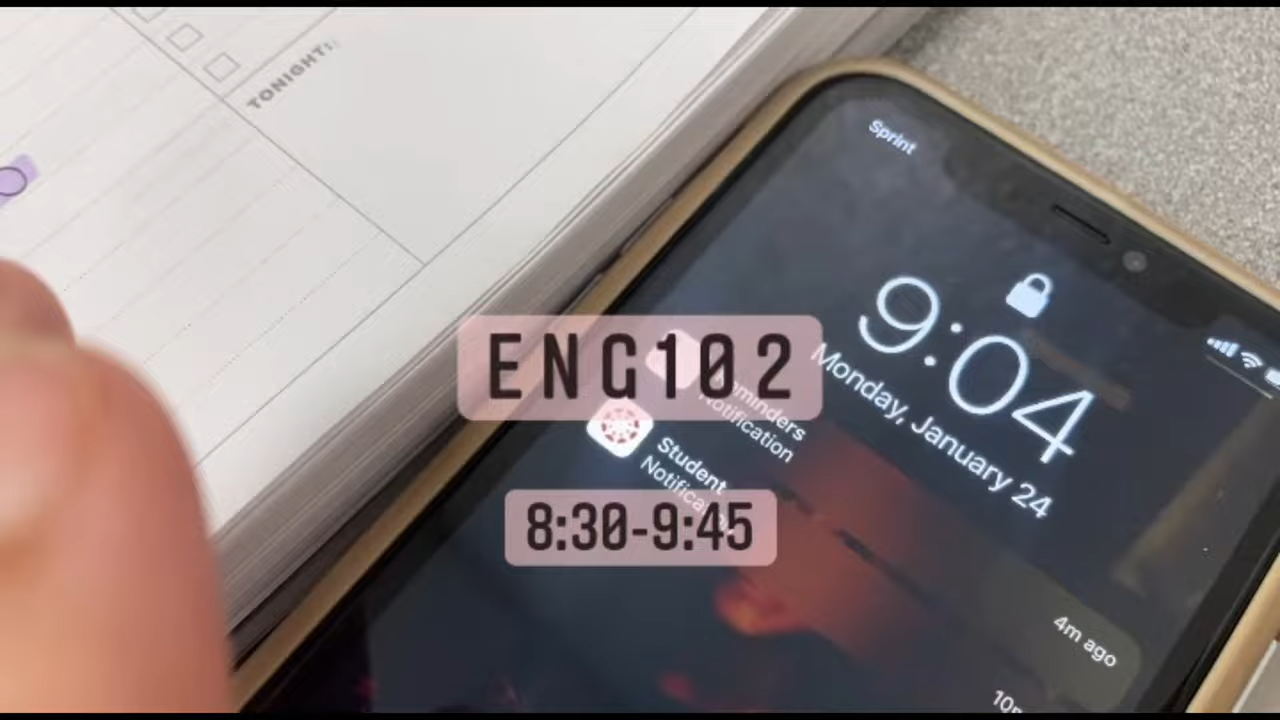 TONIGHT:
Sprint
9:04
Monday, January 24
ENG102
Reminders
Notification
Student
8:30-9:45
4m ago